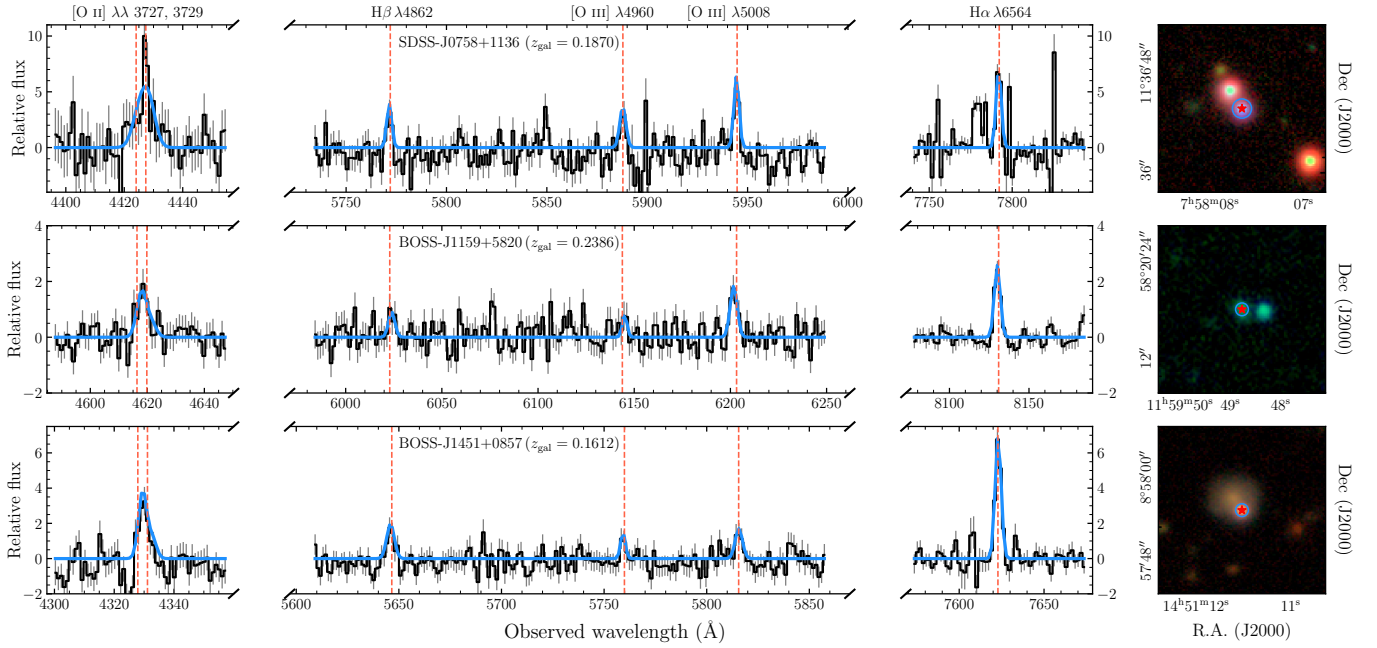 [O II] λλ 3727, 3729 Hβ λ4862 [O III] λ4960 [O III] λ5008 Hα λ6564
SDSS-J0758+1136 (z_gal = 0.1870)
Relative flux
10
5
0
4400 4420 4440
5750 5800 5850 5900 5950 6000
7750 7800
10
5
0
11°36′48″
36″
7ʰ58ᵐ08ˢ 07ˢ
Dec (J2000)
BOSS-J1159+5820 (z_gal = 0.2386)
Relative flux
4
2
0
−2
4600 4620 4640
6000 6050 6100 6150 6200 6250
8100 8150
4
2
0
−2
58°20′24″
12″
11ʰ59ᵐ50ˢ 49ˢ 48ˢ
Dec (J2000)
BOSS-J1451+0857 (z_gal = 0.1612)
Relative flux
6
4
2
0
−2
4300 4320 4340
5600 5650 5700 5750 5800 5850
7600 7650
6
4
2
0
−2
8°58′00″
57′48″
14ʰ51ᵐ12ˢ 11ˢ
Dec (J2000)
Observed wavelength (Å)
R.A. (J2000)